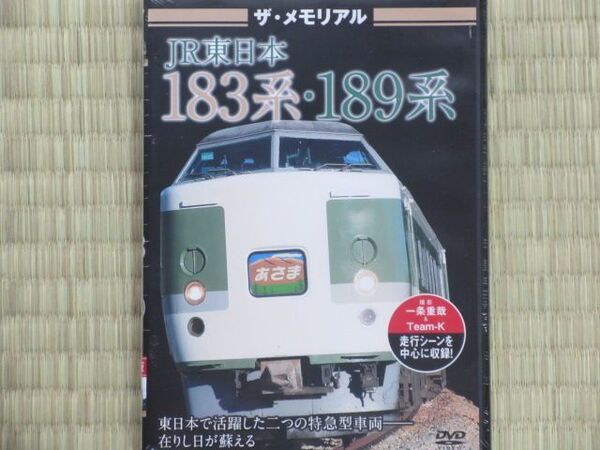 ザ・メモリアル
JR東日本
183系・189系
あさま
撮影
一条重哉
&
Team-K
走行シーンを
中心に収録!
東日本で活躍した二つの特急型車両――
在りし日が蘇える
DVD
VIDEO